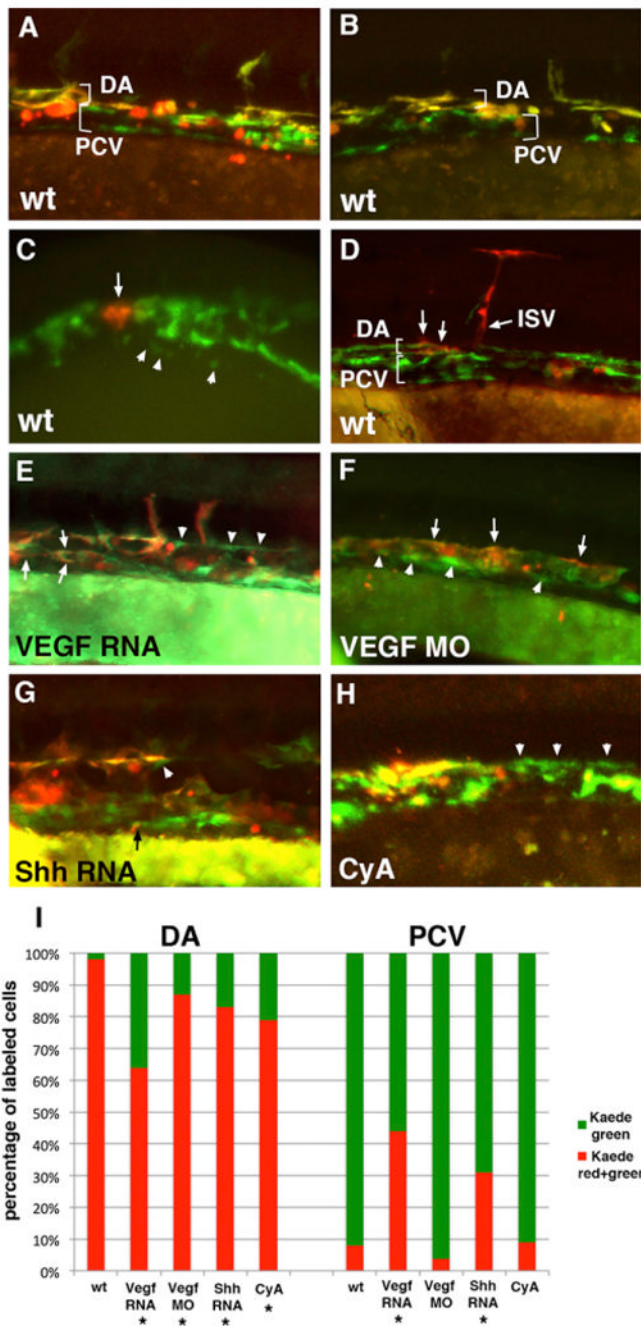 A
DA
PCV
wt
B
DA
PCV
wt
C
wt
D
ISV
DA
PCV
wt
E
VEGF RNA
F
VEGF MO
G
Shh RNA
H
CyA
I
DA
PCV
percentage of labeled cells
100%
90%
80%
70%
60%
50%
40%
30%
20%
10%
0%
wt
Vegf RNA *
Vegf MO *
Shh RNA *
CyA *
wt
Vegf RNA *
Vegf MO
Shh RNA *
CyA
Kaede
green
Kaede
red+green